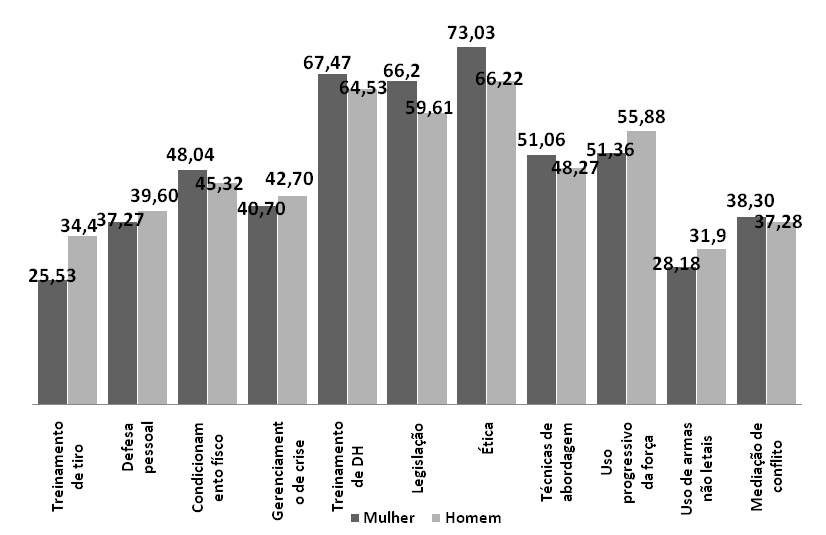 25,53
34,4
37,27
39,60
48,04
45,32
40,70
42,70
67,47
64,53
66,2
59,61
73,03
66,22
51,06
48,27
51,36
55,88
28,18
31,9
38,30
37,28
Treinamento
de tiro
Defesa
pessoal
Condicionam
ento físco
Gerenciament
o de crise
Treinamento
de DH
Legislação
Ética
Técnicas de
abordagem
Uso
progressivo
da força
Uso de armas
não letais
Mediação de
conflito
Mulher
Homem